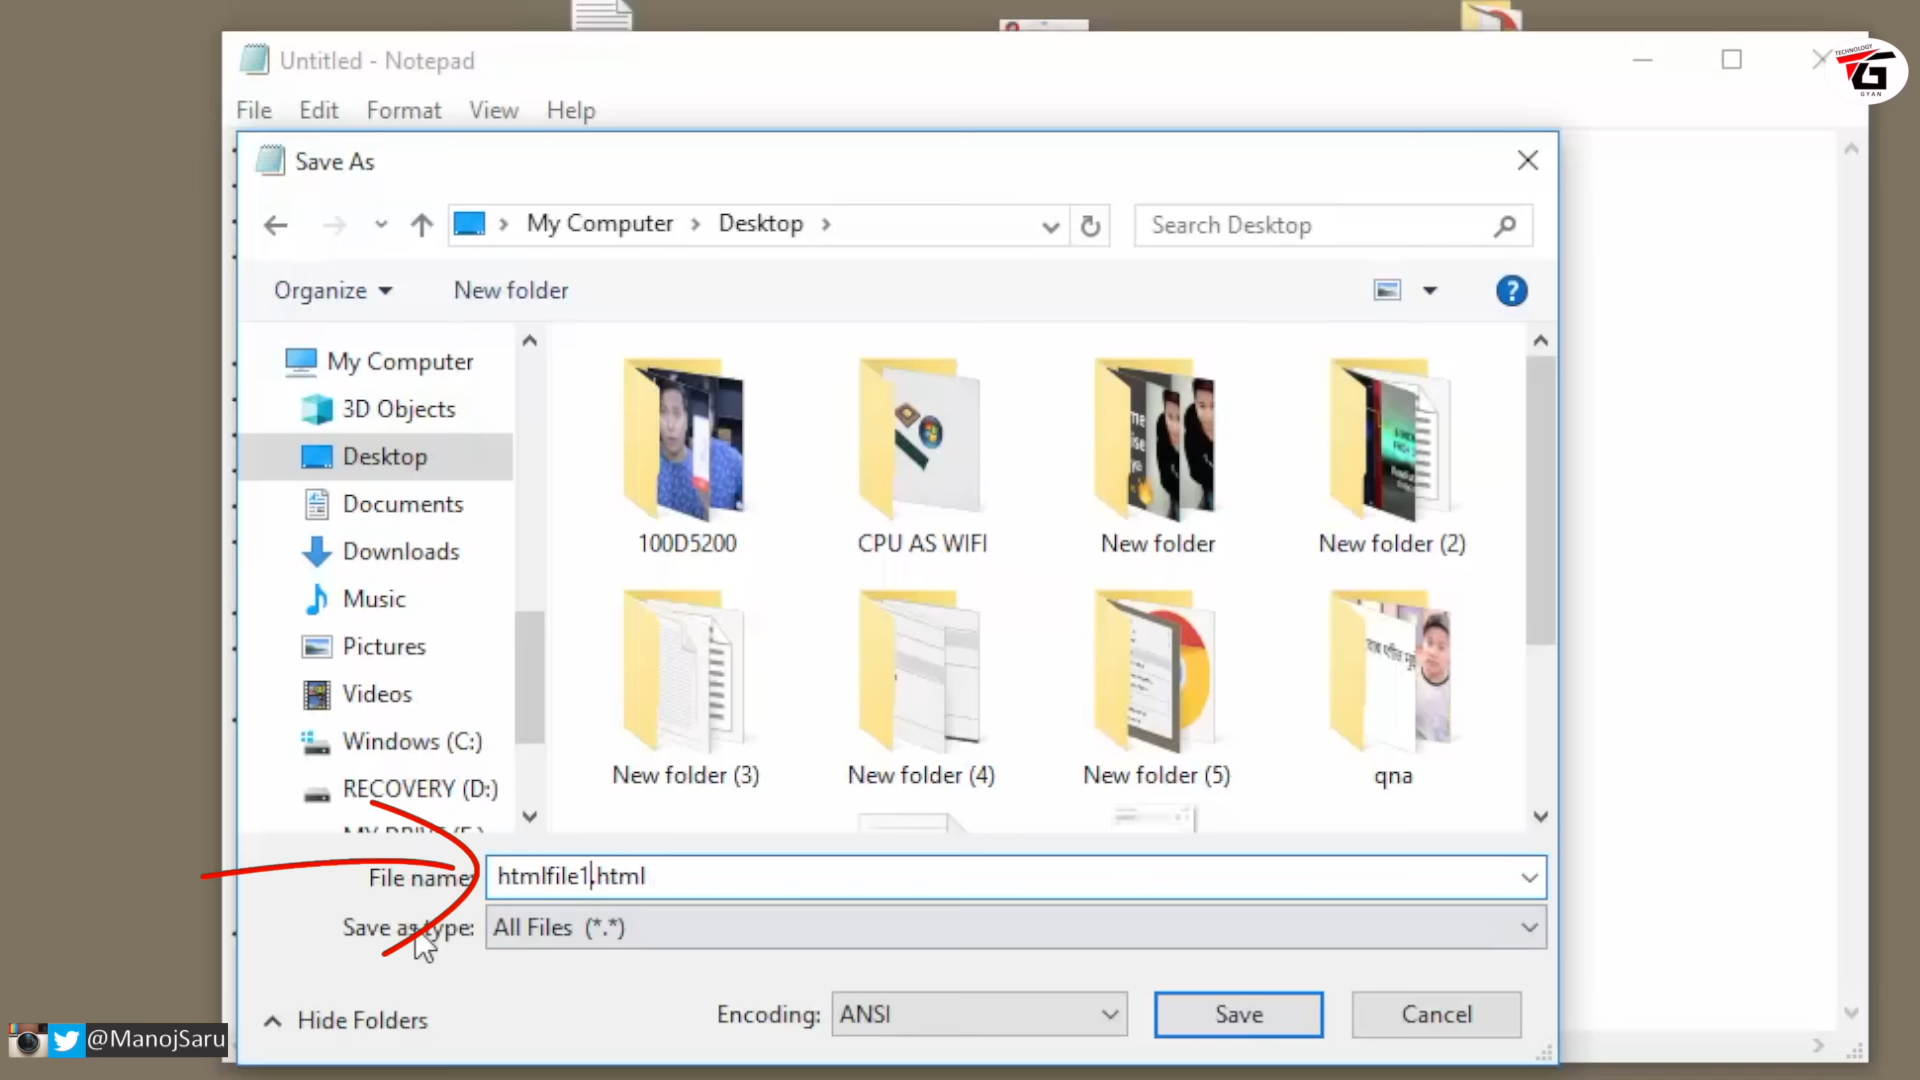 Untitled - Notepad
TECHNOLOGY
TG
GYAN
File Edit Format View Help
Save As
My Computer Desktop
Search Desktop
Organize New folder
My Computer
3D Objects
Desktop
Documents
Downloads
Music
Pictures
Videos
Windows (C:)
RECOVERY (D:)
100D5200
CPU AS WIFI
New folder
New folder (2)
New folder (3)
New folder (4)
New folder (5)
qna
File name: htmlfile1.html
Save as type: All Files (*.*)
Hide Folders
Encoding: ANSI
Save
Cancel
@ManojSaru